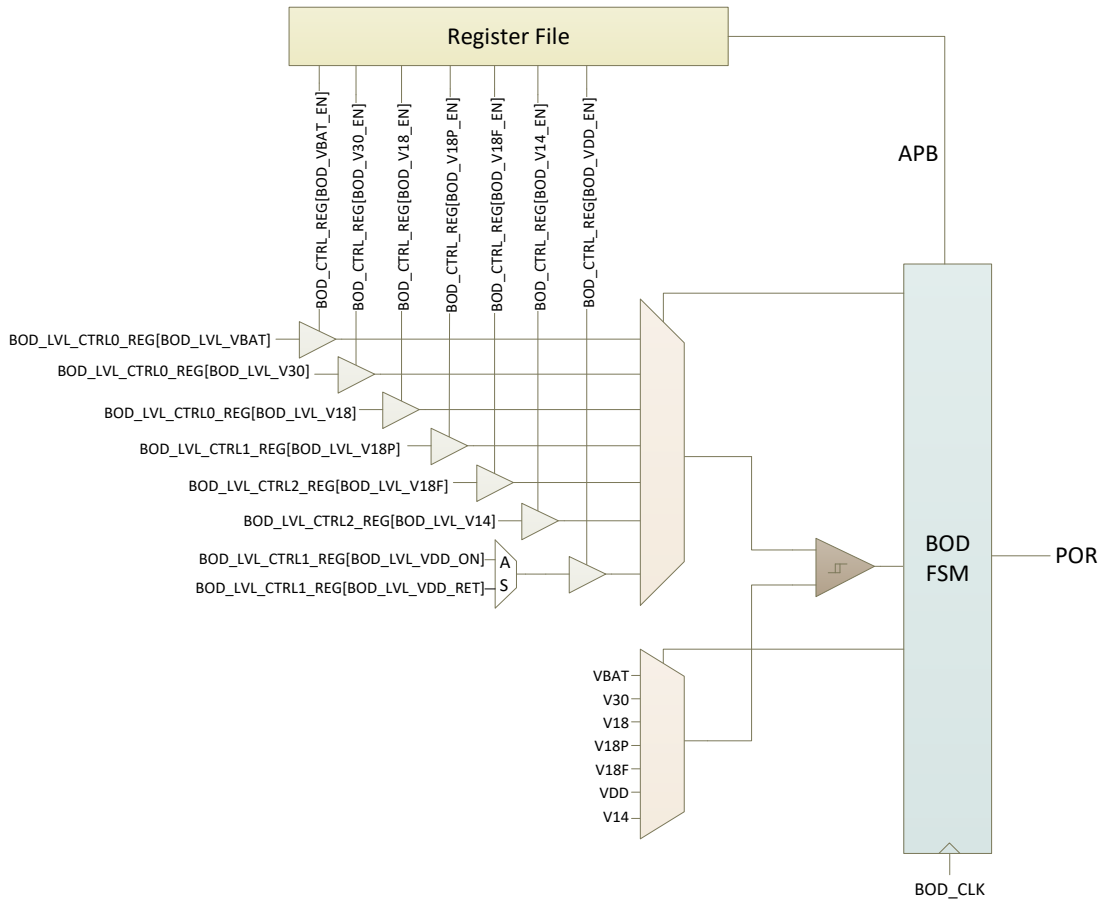 Register File
BOD_CTRL_REG[BOD_VBAT_EN]
BOD_CTRL_REG[BOD_V30_EN]
BOD_CTRL_REG[BOD_V18_EN]
BOD_CTRL_REG[BOD_V18P_EN]
BOD_CTRL_REG[BOD_V18F_EN]
BOD_CTRL_REG[BOD_V14_EN]
BOD_CTRL_REG[BOD_VDD_EN]
APB
BOD_LVL_CTRL0_REG[BOD_LVL_VBAT]
BOD_LVL_CTRL0_REG[BOD_LVL_V30]
BOD_LVL_CTRL0_REG[BOD_LVL_V18]
BOD_LVL_CTRL1_REG[BOD_LVL_V18P]
BOD_LVL_CTRL2_REG[BOD_LVL_V18F]
BOD_LVL_CTRL2_REG[BOD_LVL_V14]
BOD_LVL_CTRL1_REG[BOD_LVL_VDD_ON]
BOD_LVL_CTRL1_REG[BOD_LVL_VDD_RET]
A
S
BOD
FSM
POR
VBAT
V30
V18
V18P
V18F
VDD
V14
BOD_CLK